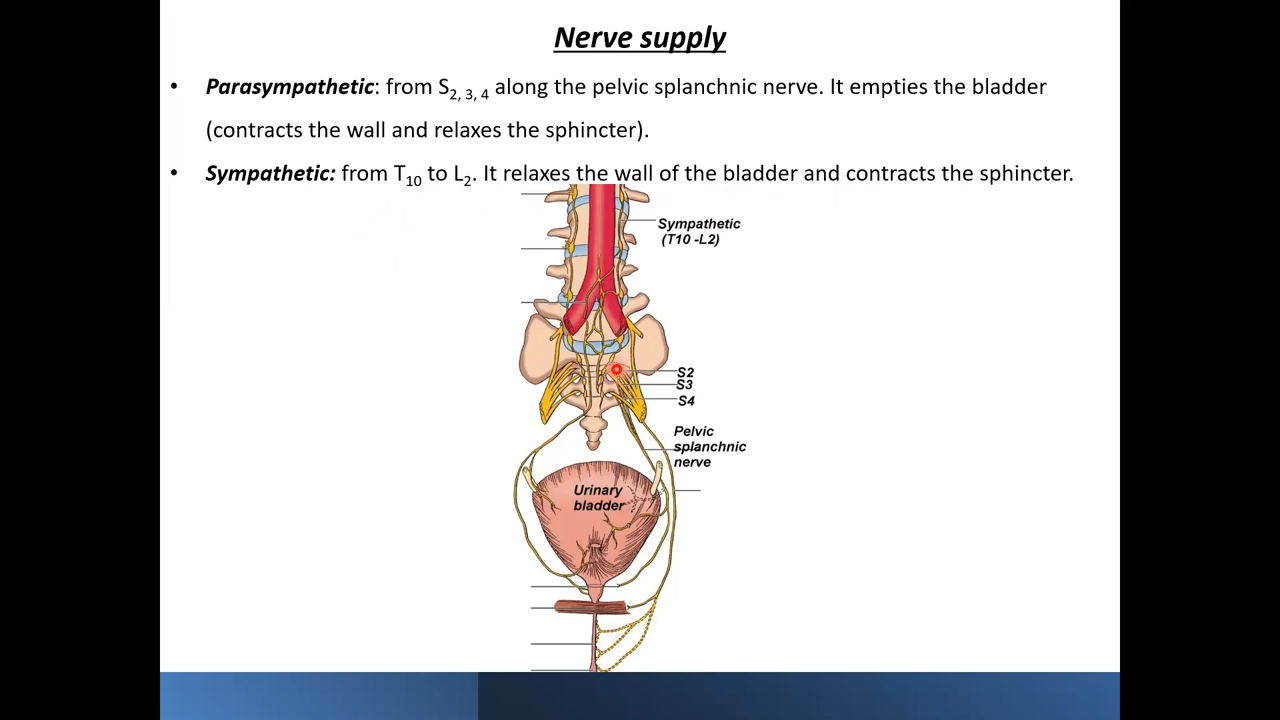 Nerve supply
• Parasympathetic: from S2, 3, 4 along the pelvic splanchnic nerve. It empties the bladder
(contracts the wall and relaxes the sphincter).
• Sympathetic: from T10 to L2. It relaxes the wall of the bladder and contracts the sphincter.
Sympathetic
(T10 -L2)
S2
S3
S4
Pelvic
splanchnic
nerve
Urinary
bladder